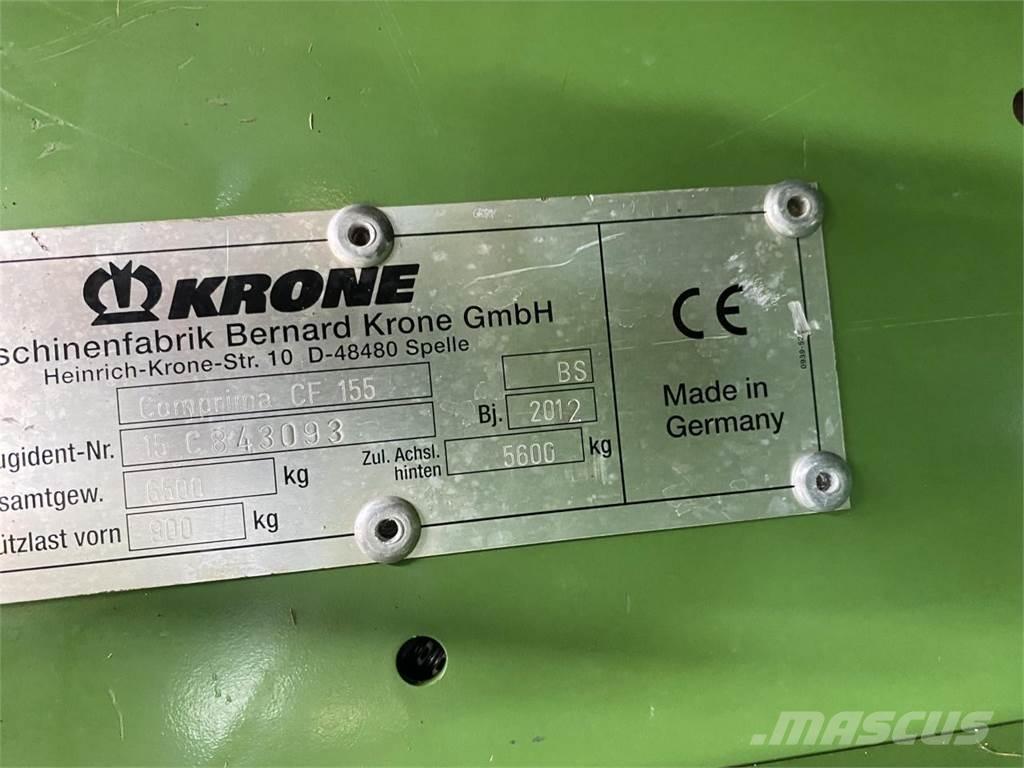 KRONE
schinenfabrik Bernard Krone GmbH
Heinrich-Krone-Str. 10 D-48480 Spelle
Comprima CF 155 BS
ugident-Nr. 15 C 843093 Bj. 2012
samtgew. 6500 kg Zul. Achsl. hinten 5600 kg
ützlast vorn 900 kg
CE
Made in
Germany
MASCUS